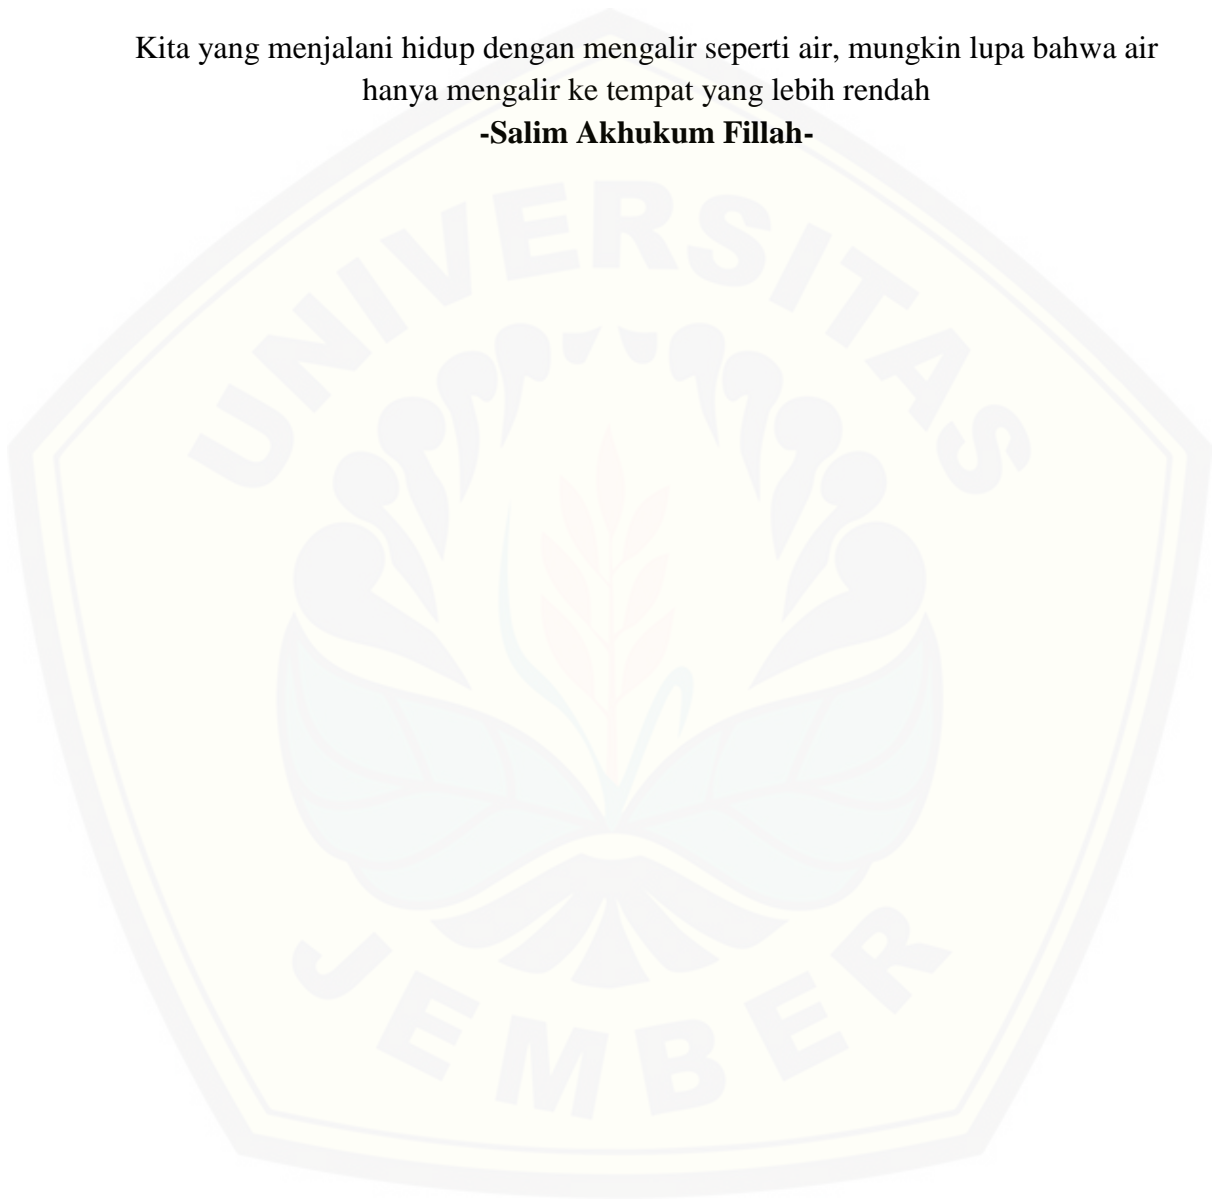 Kita yang menjalani hidup dengan mengalir seperti air, mungkin lupa bahwa air
hanya mengalir ke tempat yang lebih rendah
-Salim Akhukum Fillah-
UNIVERSITAS
JEMBER